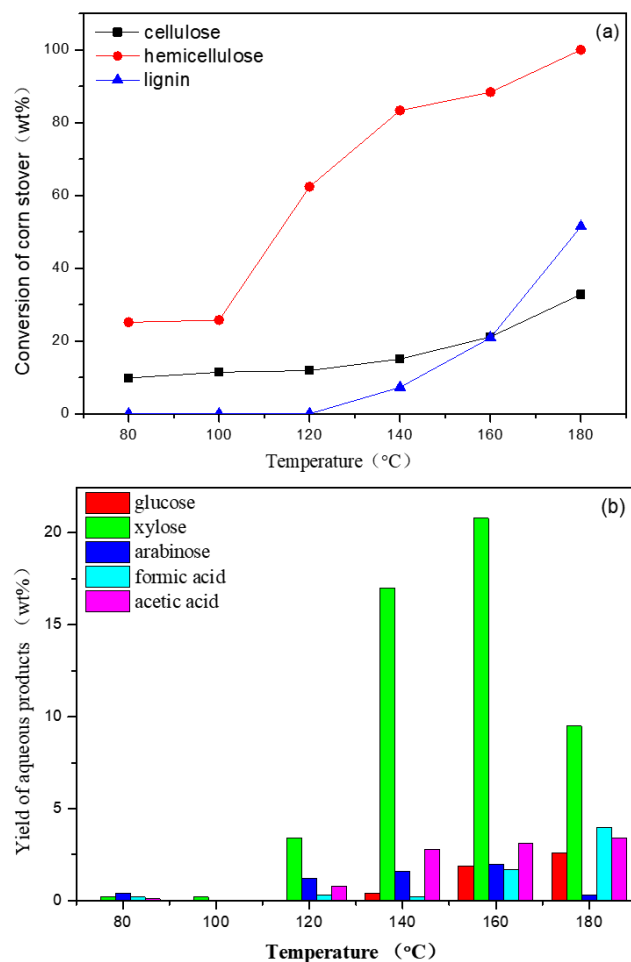 (a)
cellulose
hemicellulose
lignin
Conversion of corn stover（wt%）
100
80
60
40
20
0
80 100 120 140 160 180
Temperature（°C）
(b)
glucose
xylose
arabinose
formic acid
acetic acid
Yield of aqueous products （wt%）
20
15
10
5
0
80 100 120 140 160 180
Temperature （°C）